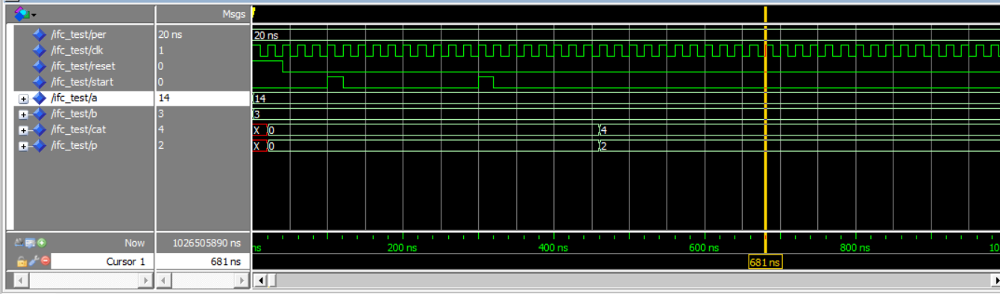 Msgs
/ifc_test/per 20 ns 20 ns
/ifc_test/clk 1
/ifc_test/reset 0
/ifc_test/start 0
/ifc_test/a 14 14
/ifc_test/b 3 3
/ifc_test/cat 4 X 0 4
/ifc_test/p 2 X 0 2
Now 1026505890 ns ns 200 ns 400 ns 600 ns 800 ns 10
Cursor 1 681 ns 681 ns